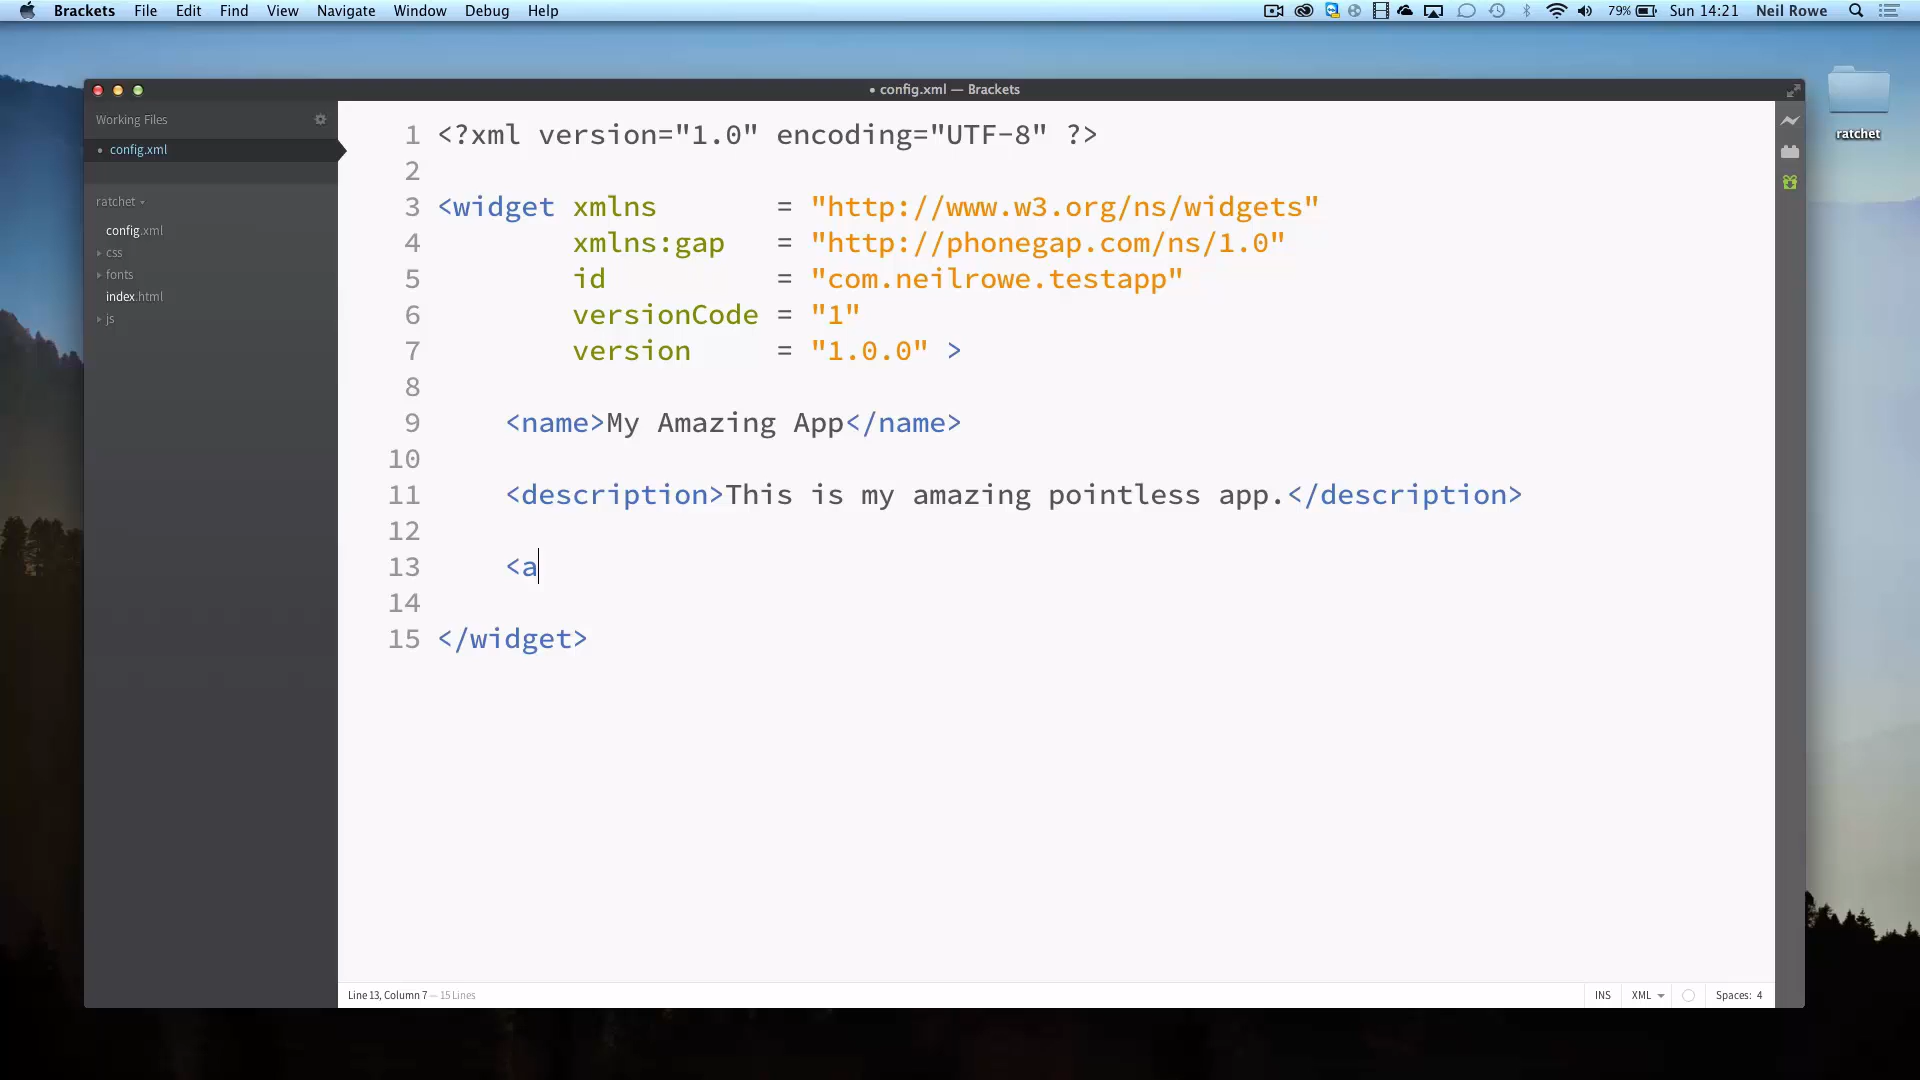 Brackets File Edit Find View Navigate Window Debug Help 79% Sun 14:21 Neil Rowe
• config.xml — Brackets
Working Files
• config.xml
ratchet
config.xml
css
fonts
index.html
js
1 <?xml version="1.0" encoding="UTF-8" ?>
2
3 <widget xmlns = "http://www.w3.org/ns/widgets"
4 xmlns:gap = "http://phonegap.com/ns/1.0"
5 id = "com.neilrowe.testapp"
6 versionCode = "1"
7 version = "1.0.0" >
8
9 <name>My Amazing App</name>
10
11 <description>This is my amazing pointless app.</description>
12
13 <a
14
15 </widget>
Line 13, Column 7 — 15 Lines
INS XML Spaces: 4
ratchet